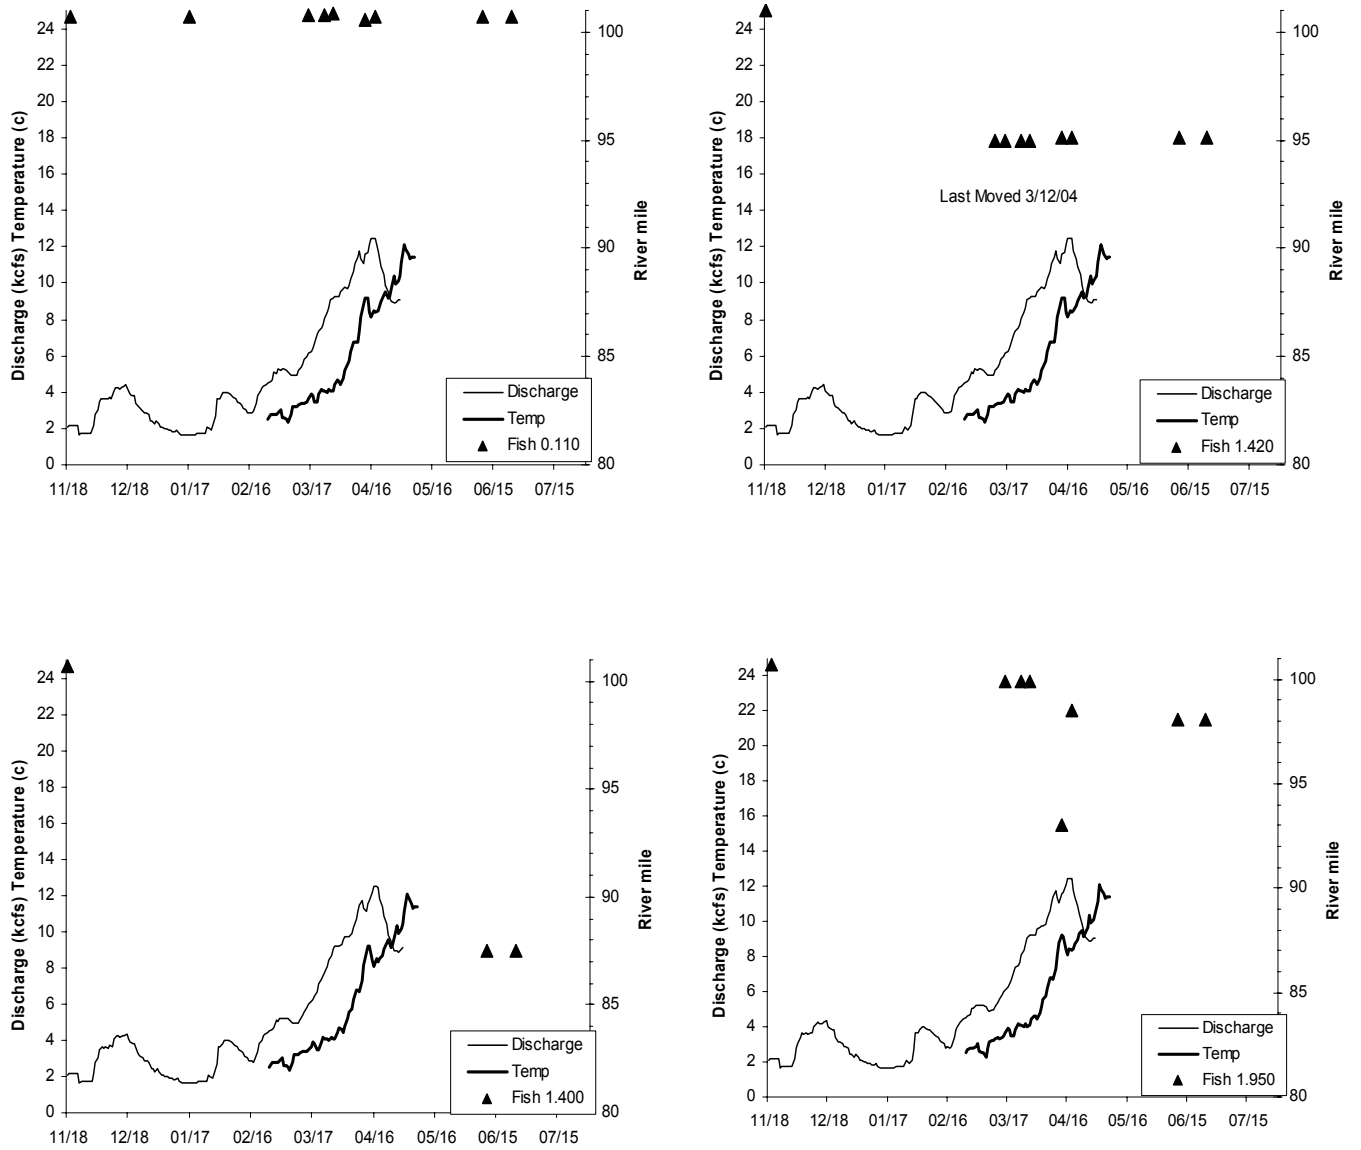 24
22
20
18
16
14
12
10
8
6
4
2
0
Discharge (kcfs) Temperature (c)
100
95
90
85
80
River mile
Discharge
Temp
Fish 0.110
11/18 12/18 01/17 02/16 03/17 04/16 05/16 06/15 07/15
24
22
20
18
16
14
12
10
8
6
4
2
0
Discharge (kcfs) Temperature (c)
Last Moved 3/12/04
100
95
90
85
80
River mile
Discharge
Temp
Fish 1.420
11/18 12/18 01/17 02/16 03/17 04/16 05/16 06/15 07/15
24
22
20
18
16
14
12
10
8
6
4
2
0
Discharge (kcfs) Temperature (c)
100
95
90
85
80
River mile
Discharge
Temp
Fish 1.400
11/18 12/18 01/17 02/16 03/17 04/16 05/16 06/15 07/15
24
22
20
18
16
14
12
10
8
6
4
2
0
Discharge (kcfs) Temperature (c)
100
95
90
85
80
River mile
Discharge
Temp
Fish 1.950
11/18 12/18 01/17 02/16 03/17 04/16 05/16 06/15 07/15